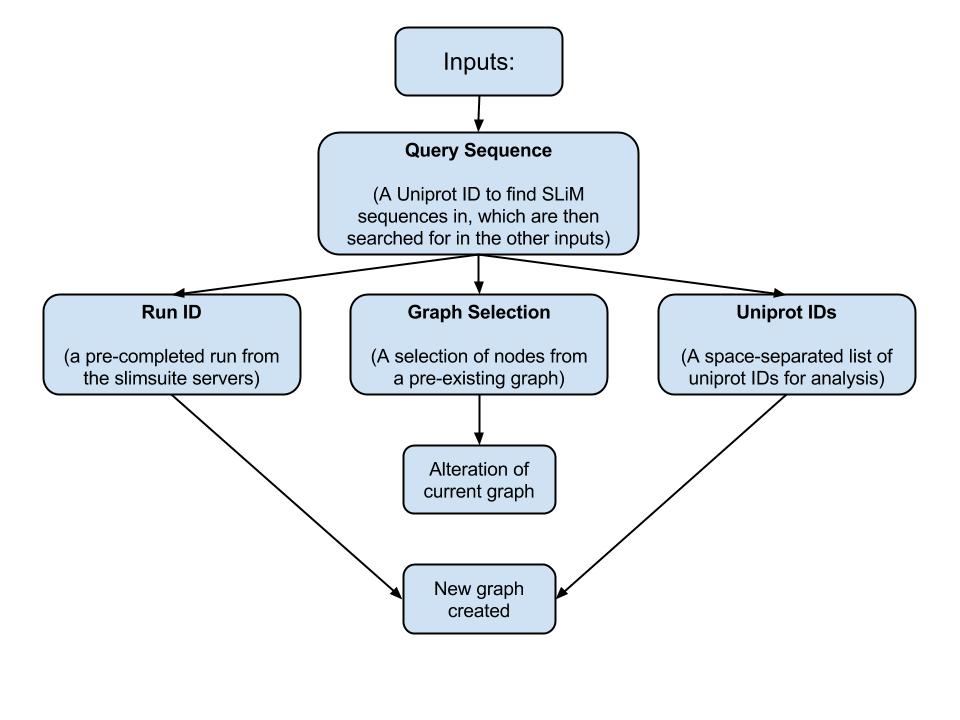 Inputs:
Query Sequence
(A Uniprot ID to find SLiM
sequences in, which are then
searched for in the other inputs)
Run ID
(a pre-completed run from
the slimsuite servers)
Graph Selection
(A selection of nodes from
a pre-existing graph)
Uniprot IDs
(A space-separated list of
uniprot IDs for analysis)
Alteration of
current graph
New graph
created